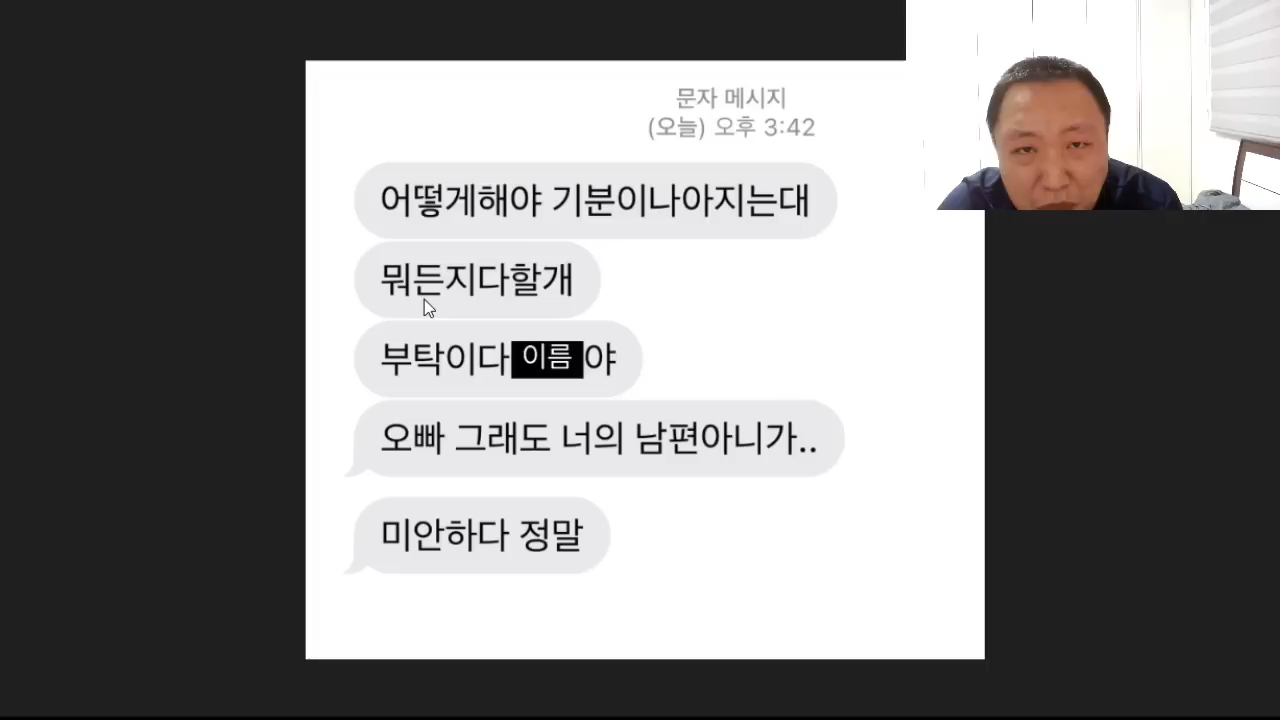 문자 메시지
(오늘) 오후 3:42
어떻게해야 기분이나아지는대
뭐든지다할개
부탁이다이름야
오빠 그래도 너의 남편아니가..
미안하다 정말